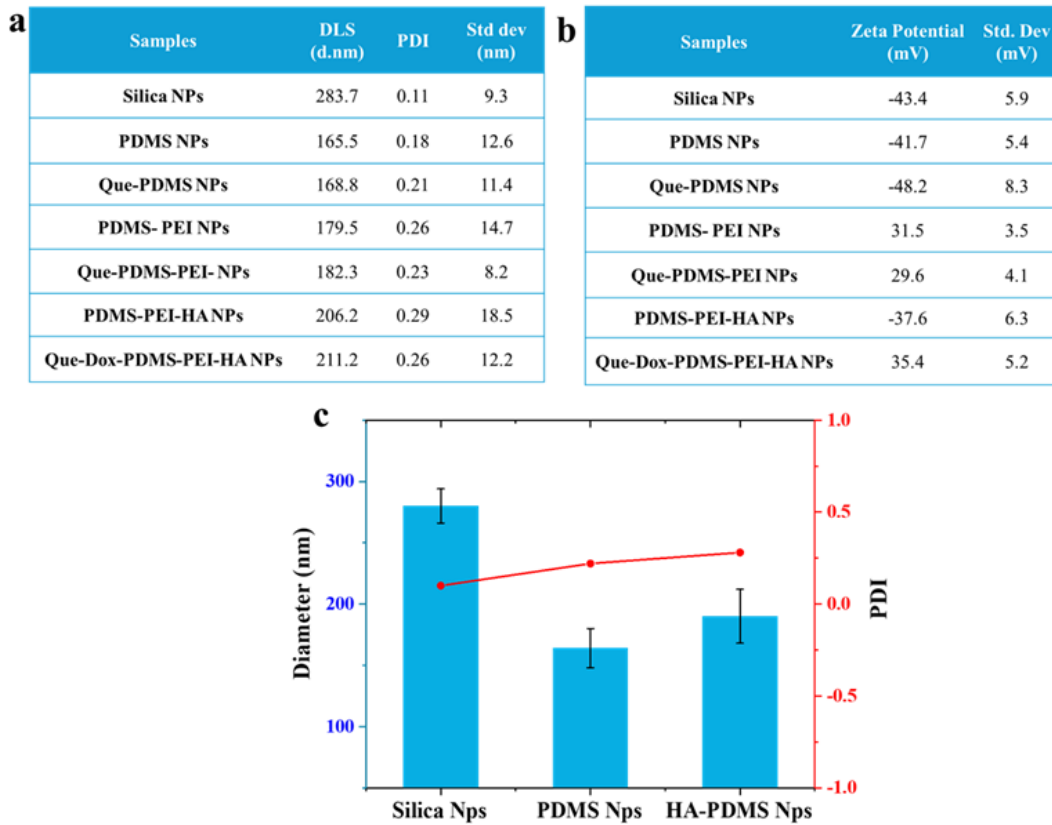 a
Samples DLS (d.nm) PDI Std dev (nm)
Silica NPs 283.7 0.11 9.3
PDMS NPs 165.5 0.18 12.6
Que-PDMS NPs 168.8 0.21 11.4
PDMS- PEI NPs 179.5 0.26 14.7
Que-PDMS-PEI- NPs 182.3 0.23 8.2
PDMS-PEI-HA NPs 206.2 0.29 18.5
Que-Dox-PDMS-PEI-HA NPs 211.2 0.26 12.2
b
Samples Zeta Potential (mV) Std. Dev (mV)
Silica NPs -43.4 5.9
PDMS NPs -41.7 5.4
Que-PDMS NPs -48.2 8.3
PDMS- PEI NPs 31.5 3.5
Que-PDMS-PEI NPs 29.6 4.1
PDMS-PEI-HA NPs -37.6 6.3
Que-Dox-PDMS-PEI-HA NPs 35.4 5.2
c
Diameter (nm)
300
200
100
1.0
0.5
0.0
-0.5
-1.0
PDI
Silica Nps PDMS Nps HA-PDMS Nps